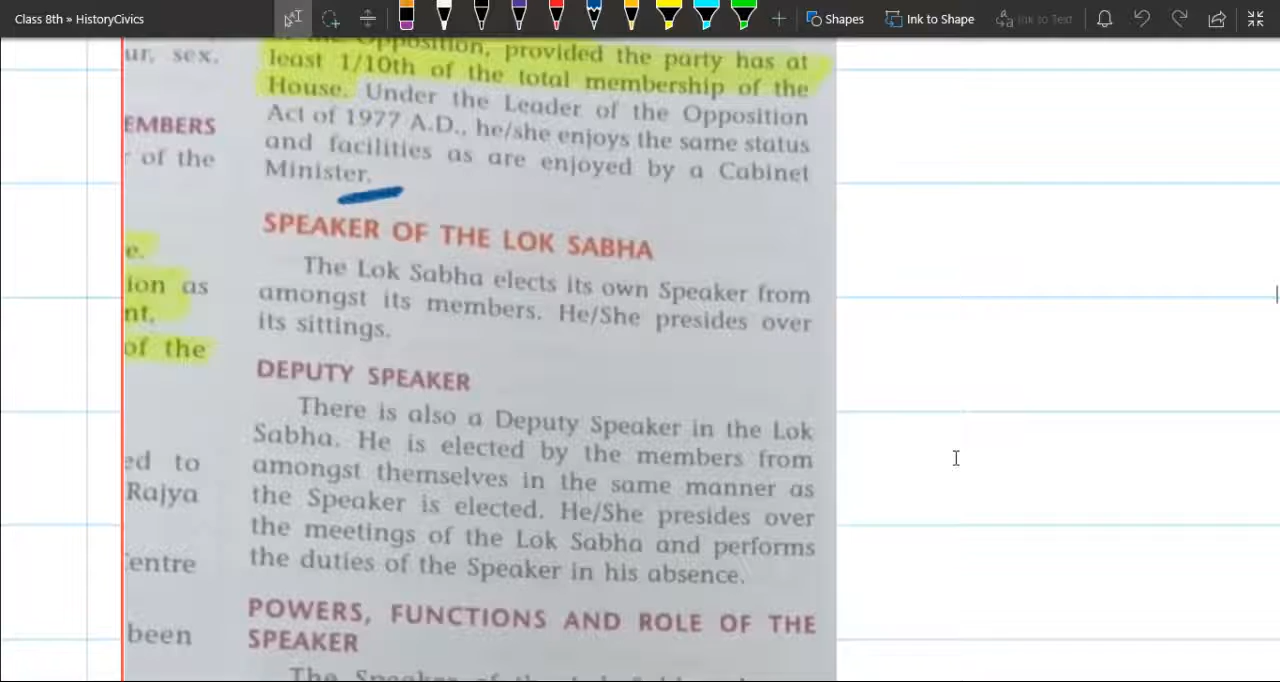 Class 8th » HistoryCivics
Shapes
Ink to Shape
Ink to Text
ur, sex.
EMBERS
of the
e.
ion as
nt.
of the
ed to
Rajya
entre
been
Opposition, provided the party has at
least 1/10th of the total membership of the
House. Under the Leader of the Opposition
Act of 1977 A.D., he/she enjoys the same status
and facilities as are enjoyed by a Cabinet
Minister.
SPEAKER OF THE LOK SABHA
The Lok Sabha elects its own Speaker from
amongst its members. He/She presides over
its sittings.
DEPUTY SPEAKER
There is also a Deputy Speaker in the Lok
Sabha. He is elected by the members from
amongst themselves in the same manner as
the Speaker is elected. He/She presides over
the meetings of the Lok Sabha and performs
the duties of the Speaker in his absence.
POWERS, FUNCTIONS AND ROLE OF THE
SPEAKER
The